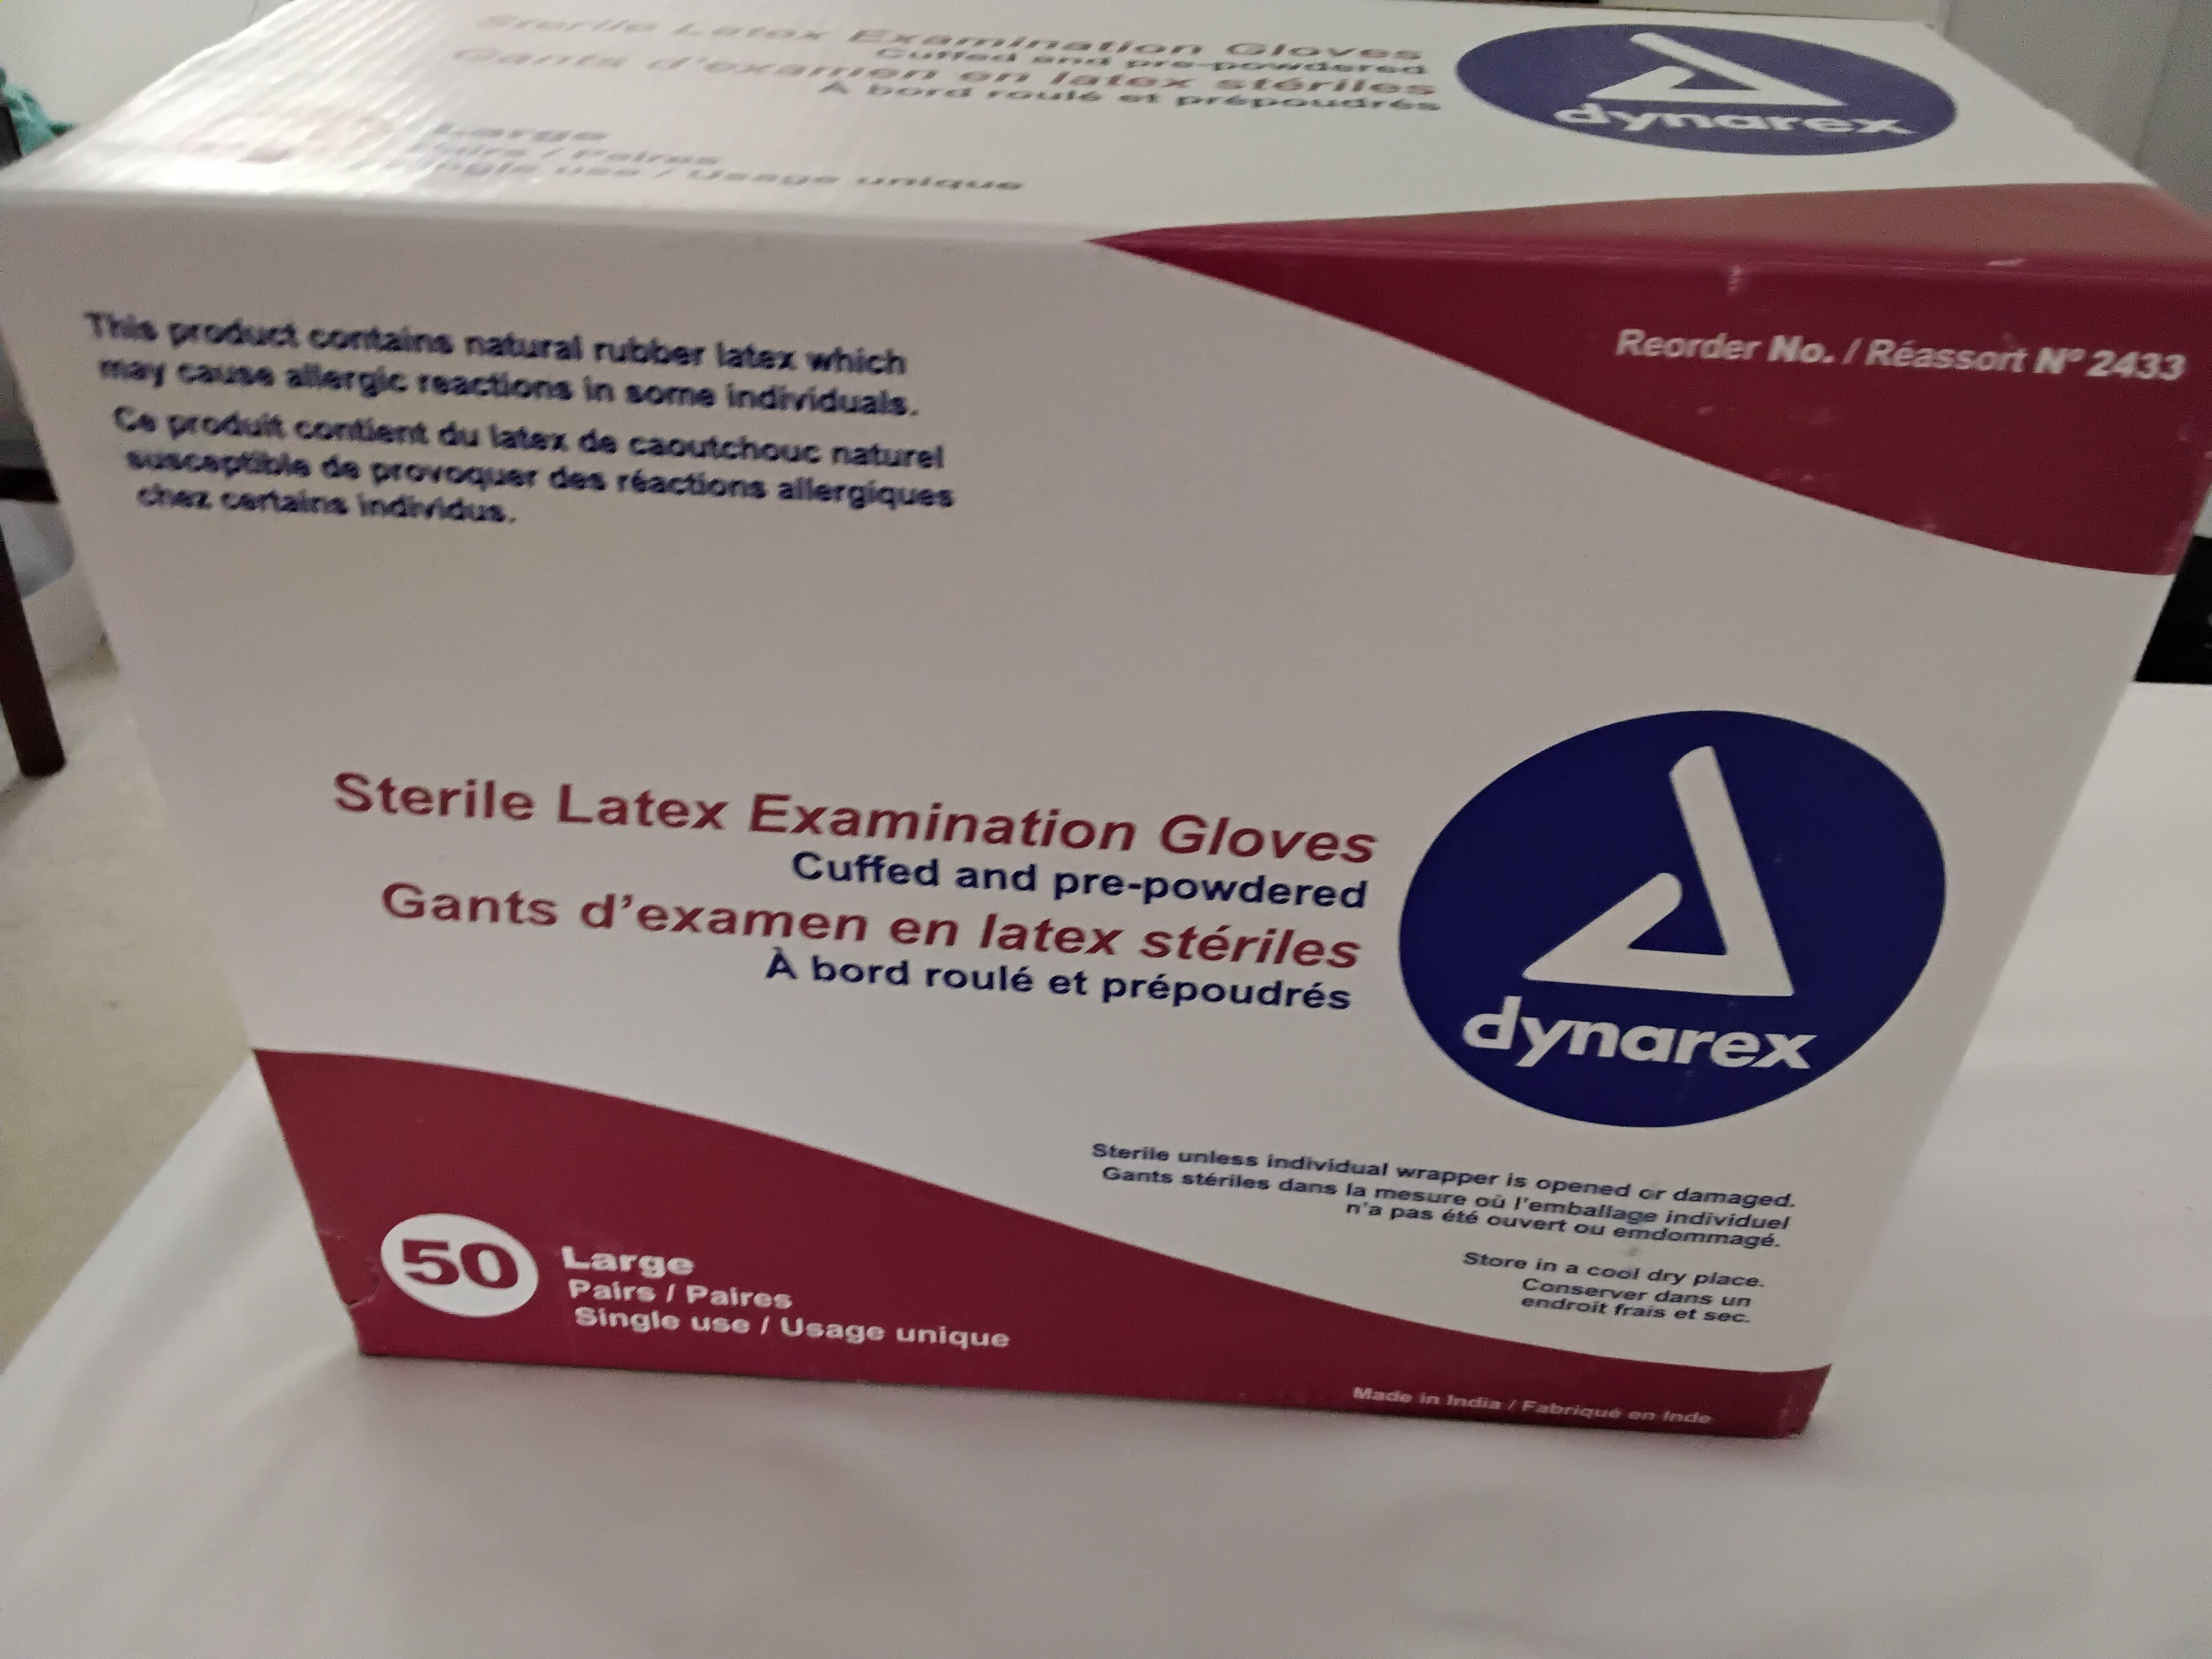 Sterile Latex Examination Gloves
Cuffed and pre-powdered
Gants d'examen en latex stériles
À bord roulé et prépoudrés
Large
Pairs / Paires
Single use / Usage unique
dynarex
This product contains natural rubber latex which
may cause allergic reactions in some individuals.
Ce produit contient du latex de caoutchouc naturel
susceptible de provoquer des réactions allergiques
chez certains individus.
Reorder No. / Réassort Nº 2433
Sterile Latex Examination Gloves
Cuffed and pre-powdered
Gants d'examen en latex stériles
À bord roulé et prépoudrés
dynarex
Sterile unless individual wrapper is opened or damaged.
Gants stériles dans la mesure où l'emballage individuel
n'a pas été ouvert ou emdommagé.
Store in a cool dry place.
Conserver dans un
endroit frais et sec.
50
Large
Pairs / Paires
Single use / Usage unique
Made in India / Fabriqué en Inde